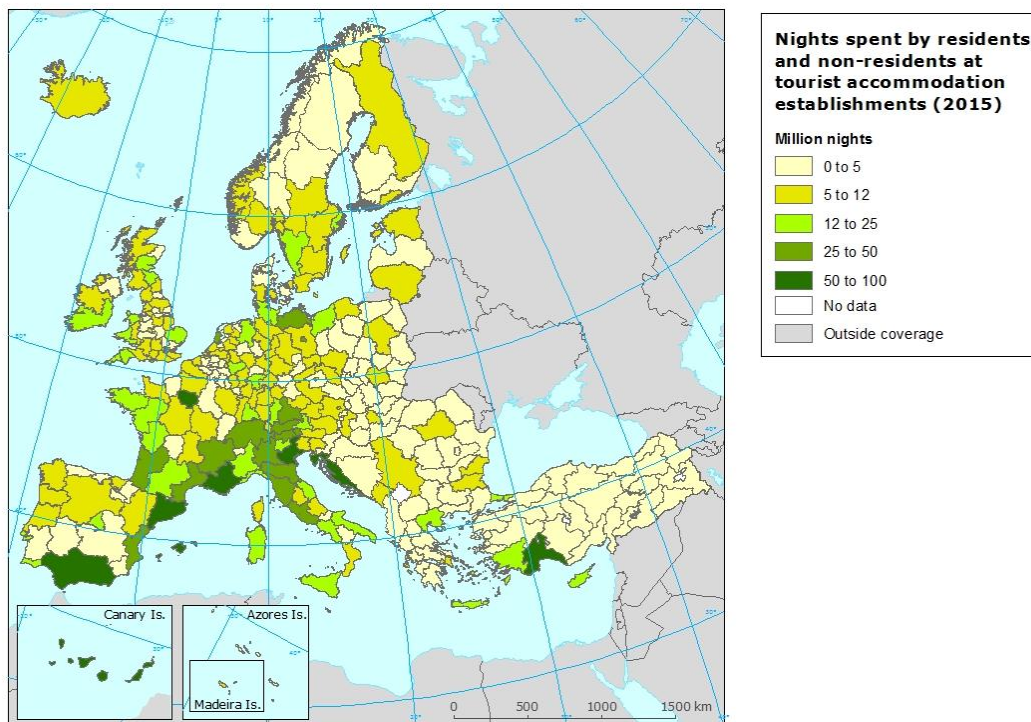 Nights spent by residents
and non-residents at
tourist accommodation
establishments (2015)
Million nights
0 to 5
5 to 12
12 to 25
25 to 50
50 to 100
No data
Outside coverage
Canary Is.
Azores Is.
Madeira Is.
0 500 1000 1500 km